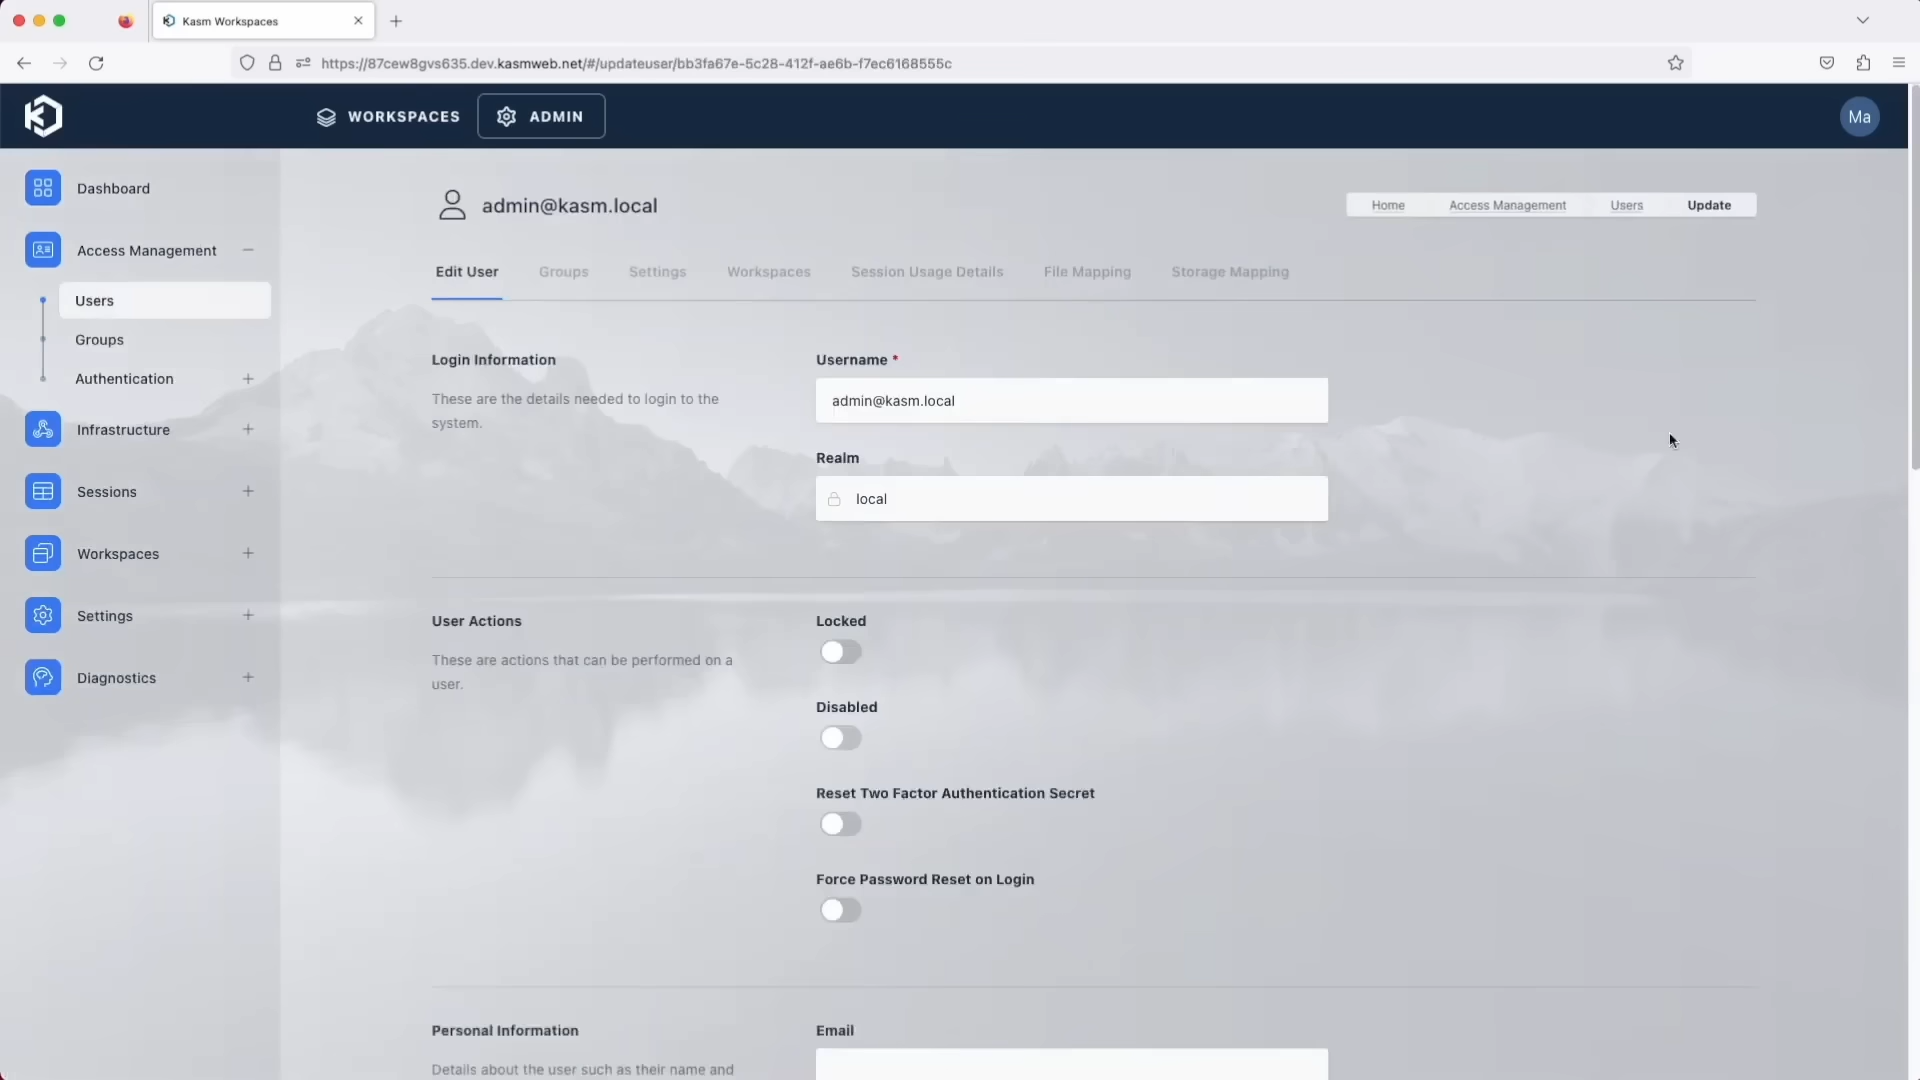 Kasm Workspaces
https://87cew8gvs635.dev.kasmweb.net/#/updateuser/bb3fa67e-5c28-412f-ae6b-f7ec6168555c
WORKSPACES
ADMIN
Ma
Dashboard
Access Management
Users
Groups
Authentication
Infrastructure
Sessions
Workspaces
Settings
Diagnostics
admin@kasm.local
Home Access Management Users Update
Edit User Groups Settings Workspaces Session Usage Details File Mapping Storage Mapping
Login Information
These are the details needed to login to the
system.
Username *
admin@kasm.local
Realm
local
User Actions
These are actions that can be performed on a
user.
Locked
Disabled
Reset Two Factor Authentication Secret
Force Password Reset on Login
Personal Information
Details about the user such as their name and
Email